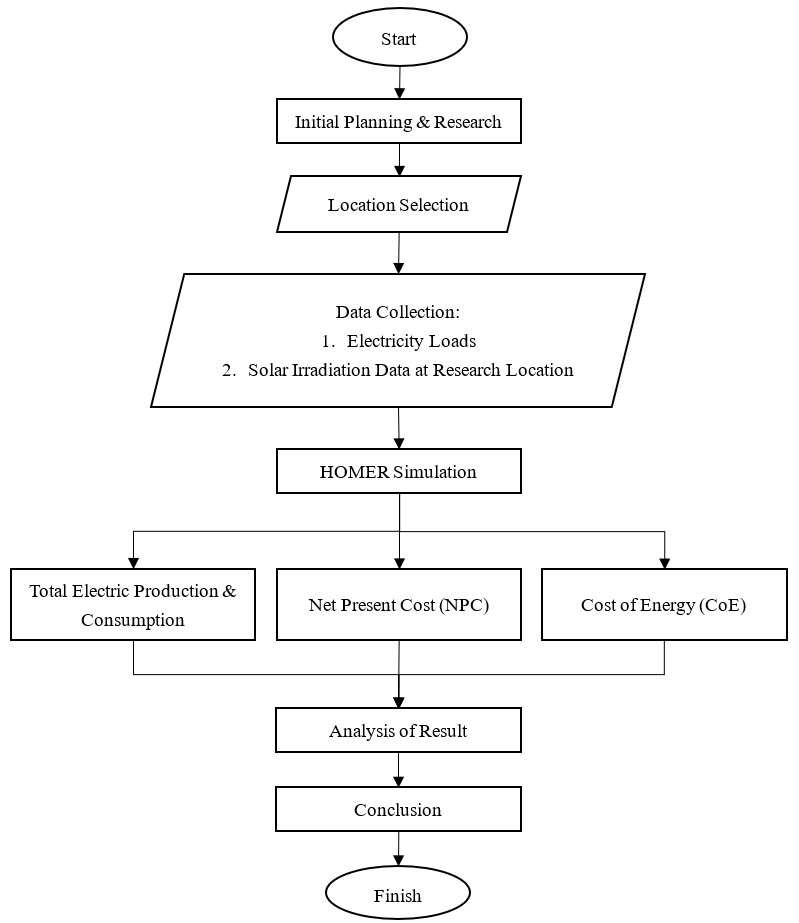 Start
Initial Planning & Research
Location Selection
Data Collection:
1. Electricity Loads
2. Solar Irradiation Data at Research Location
HOMER Simulation
Total Electric Production &
Consumption
Net Present Cost (NPC)
Cost of Energy (CoE)
Analysis of Result
Conclusion
Finish